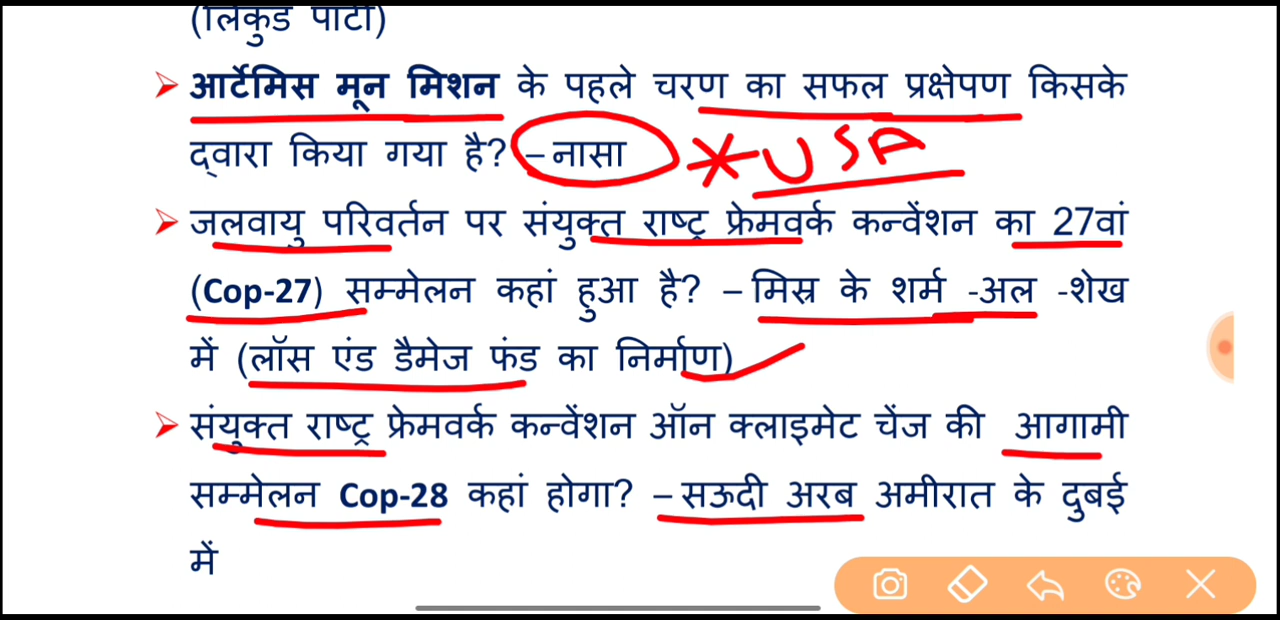 (लिकुड पार्टी)
➢ आर्टेमिस मून मिशन के पहले चरण का सफल प्रक्षेपण किसके
द्वारा किया गया है? – नासा * USA
➢ जलवायु परिवर्तन पर संयुक्त राष्ट्र फ्रेमवर्क कन्वेंशन का 27वां
(Cop-27) सम्मेलन कहां हुआ है? – मिस्र के शर्म -अल -शेख
में (लॉस एंड डैमेज फंड का निर्माण)
➢ संयुक्त राष्ट्र फ्रेमवर्क कन्वेंशन ऑन क्लाइमेट चेंज की आगामी
सम्मेलन Cop-28 कहां होगा? – सऊदी अरब अमीरात के दुबई
में